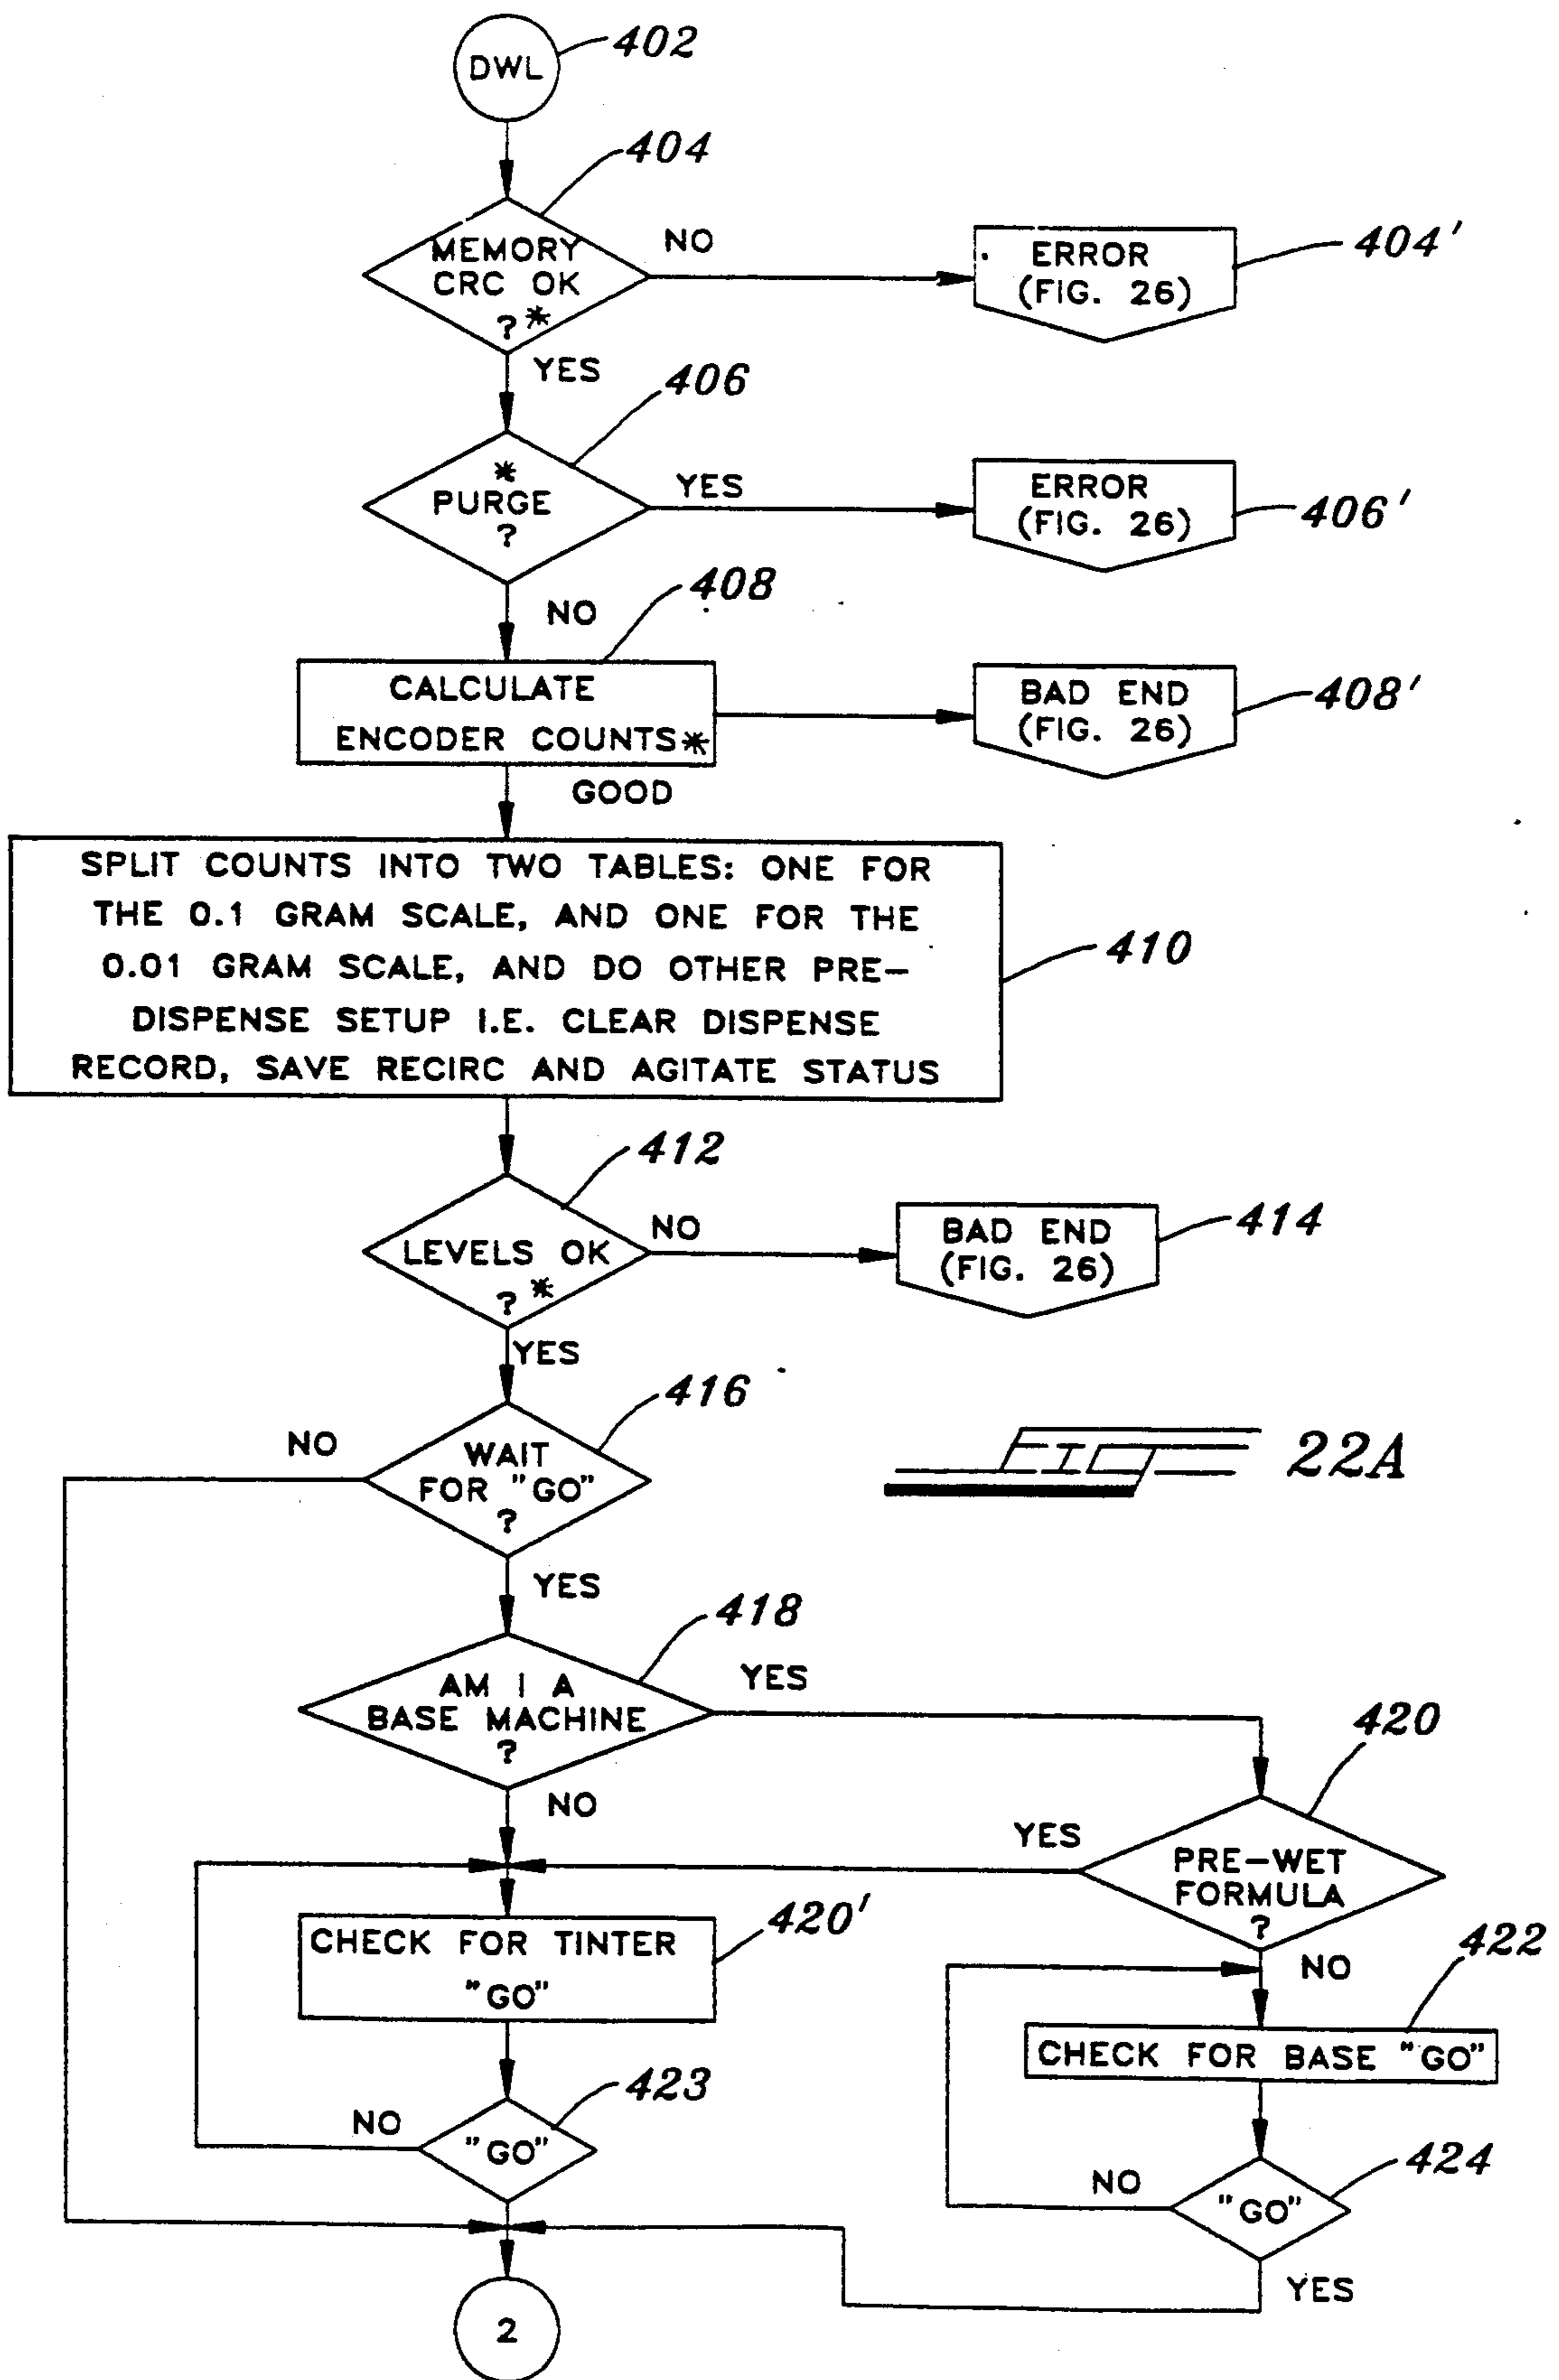 DWL
402
404
MEMORY
CRC OK
? *
NO
ERROR
(FIG. 26)
404'
YES
406
*
PURGE
?
YES
ERROR
(FIG. 26)
406'
NO
408
CALCULATE
ENCODER COUNTS*
BAD END
(FIG. 26)
408'
GOOD
SPLIT COUNTS INTO TWO TABLES: ONE FOR
THE 0.1 GRAM SCALE, AND ONE FOR THE
0.01 GRAM SCALE, AND DO OTHER PRE-
DISPENSE SETUP I.E. CLEAR DISPENSE
RECORD, SAVE RECIRC AND AGITATE STATUS
410
412
LEVELS OK
? *
NO
BAD END
(FIG. 26)
414
YES
416
NO
WAIT
FOR "GO"
?
FIG 22A
YES
418
AM I A
BASE MACHINE
?
YES
420
NO
YES
PRE-WET
FORMULA
?
CHECK FOR TINTER
"GO"
420'
NO
422
CHECK FOR BASE "GO"
423
NO
"GO"
424
NO
"GO"
YES
2